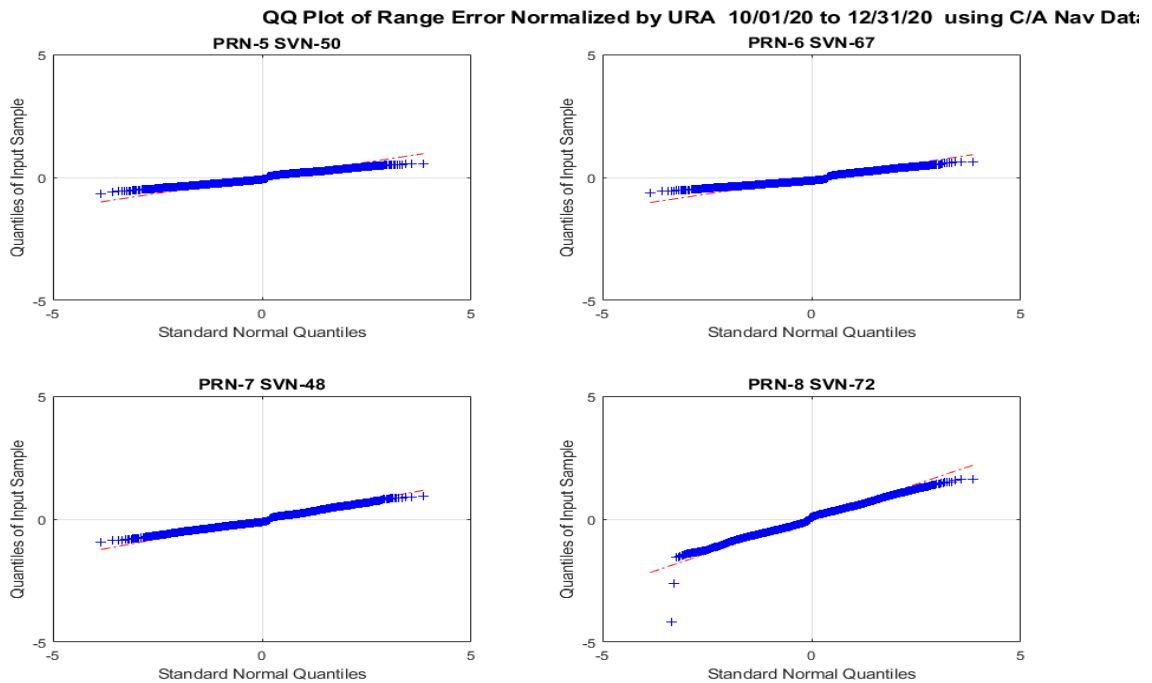 QQ Plot of Range Error Normalized by URA 10/01/20 to 12/31/20 using C/A Nav Data
PRN-5 SVN-50
5
0
-5
-5
0
5
Quantiles of Input Sample
Standard Normal Quantiles
PRN-6 SVN-67
5
0
-5
-5
0
5
Quantiles of Input Sample
Standard Normal Quantiles
PRN-7 SVN-48
5
0
-5
-5
0
5
Quantiles of Input Sample
Standard Normal Quantiles
PRN-8 SVN-72
5
0
-5
-5
0
5
Quantiles of Input Sample
Standard Normal Quantiles